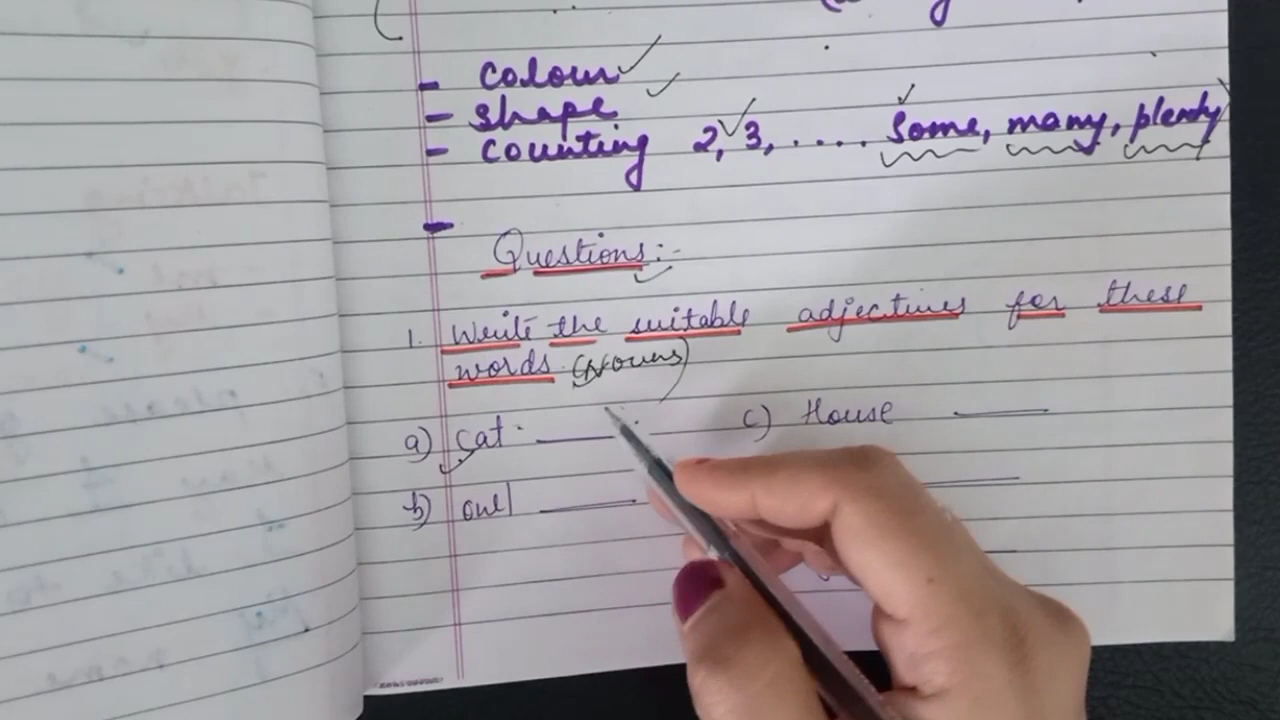 - colour
- shape
- counting 2, 3, .... Some, many, plenty
-
Questions:-
1. Write the suitable adjectives for these
words (Nouns)
a) Cat c) House
b) owl